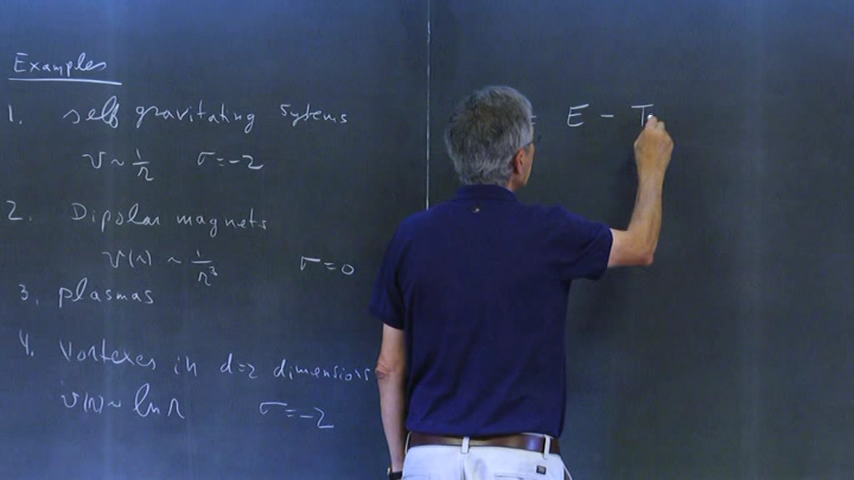 Examples
1. self gravitating Sytems
v ~ 1/r σ = -2
2. Dipolar magnets
v(r) ~ 1/r³ σ = 0
3. plasmas
4. Vortexes in d=2 dimensions
v(r) ~ ln r σ = -2
= E - T